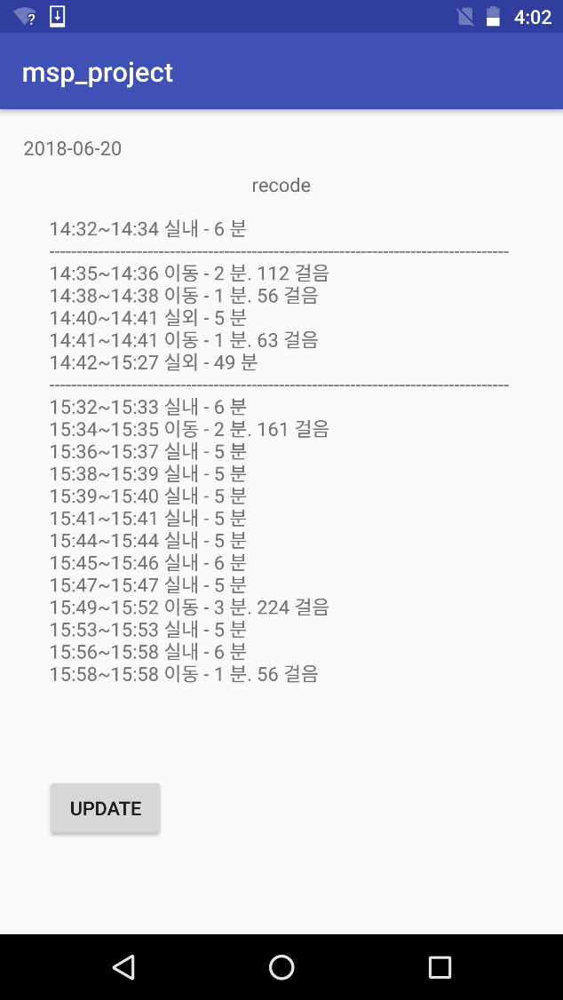 4:02
msp_project
2018-06-20
recode
14:32~14:34 실내 - 6 분
--------------------------------------------------------------------------------------
14:35~14:36 이동 - 2 분. 112 걸음
14:38~14:38 이동 - 1 분. 56 걸음
14:40~14:41 실외 - 5 분
14:41~14:41 이동 - 1 분. 63 걸음
14:42~15:27 실외 - 49 분
--------------------------------------------------------------------------------------
15:32~15:33 실내 - 6 분
15:34~15:35 이동 - 2 분. 161 걸음
15:36~15:37 실내 - 5 분
15:38~15:39 실내 - 5 분
15:39~15:40 실내 - 5 분
15:41~15:41 실내 - 5 분
15:44~15:44 실내 - 5 분
15:45~15:46 실내 - 6 분
15:47~15:47 실내 - 5 분
15:49~15:52 이동 - 3 분. 224 걸음
15:53~15:53 실내 - 5 분
15:56~15:58 실내 - 6 분
15:58~15:58 이동 - 1 분. 56 걸음
UPDATE